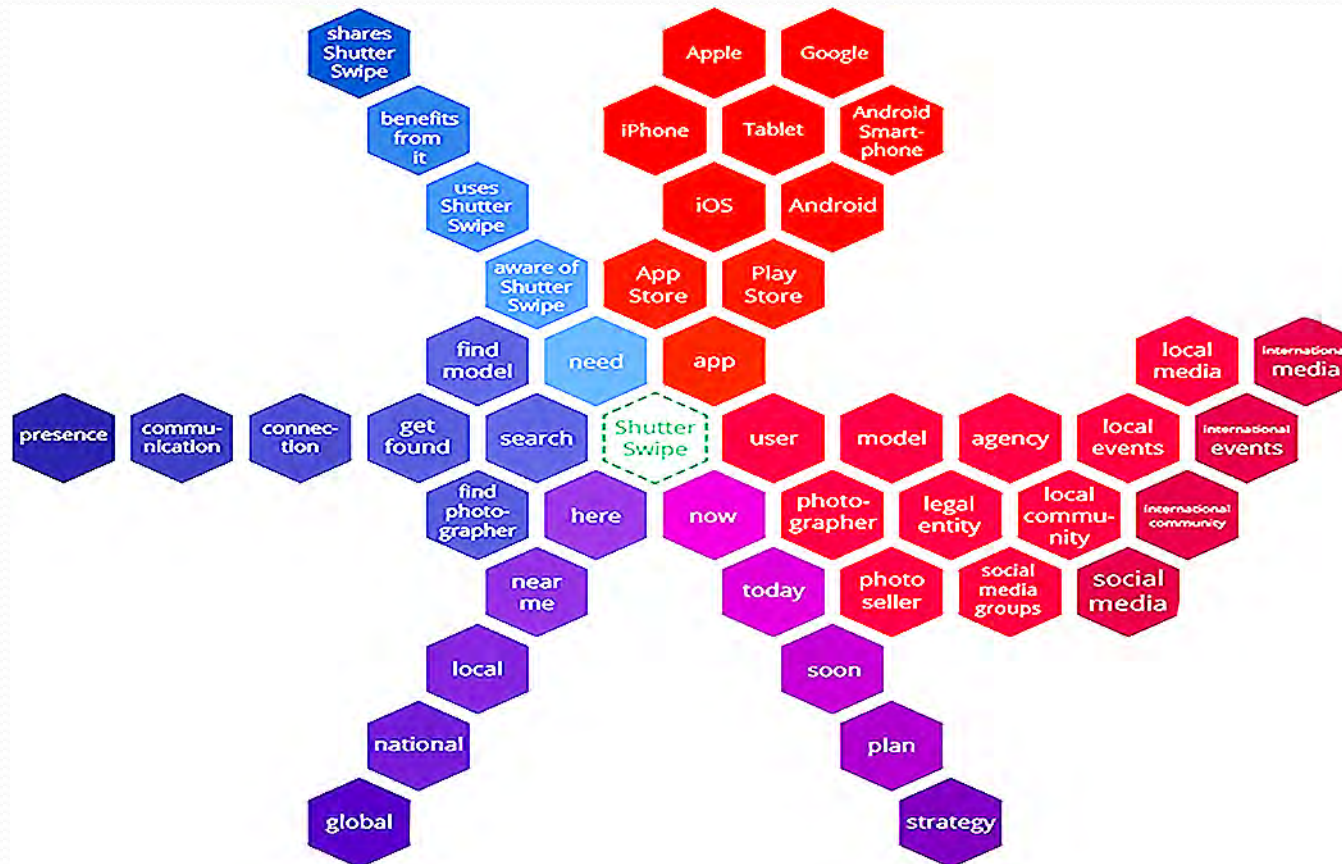 shares
Shutter
Swipe
Apple
Google
benefits
from
it
iPhone
Tablet
Android
Smart-
phone
uses
Shutter
Swipe
iOS
Android
aware of
Shutter
Swipe
App
Store
Play
Store
find
model
need
app
local
media
international
media
presence
commu-
nication
connec-
tion
get
found
search
Shutter
Swipe
user
model
agency
local
events
international
events
find
photo-
grapher
here
now
photo-
grapher
legal
entity
local
commu-
nity
international
community
near
me
today
photo
seller
social
media
groups
social
media
local
soon
national
plan
global
strategy